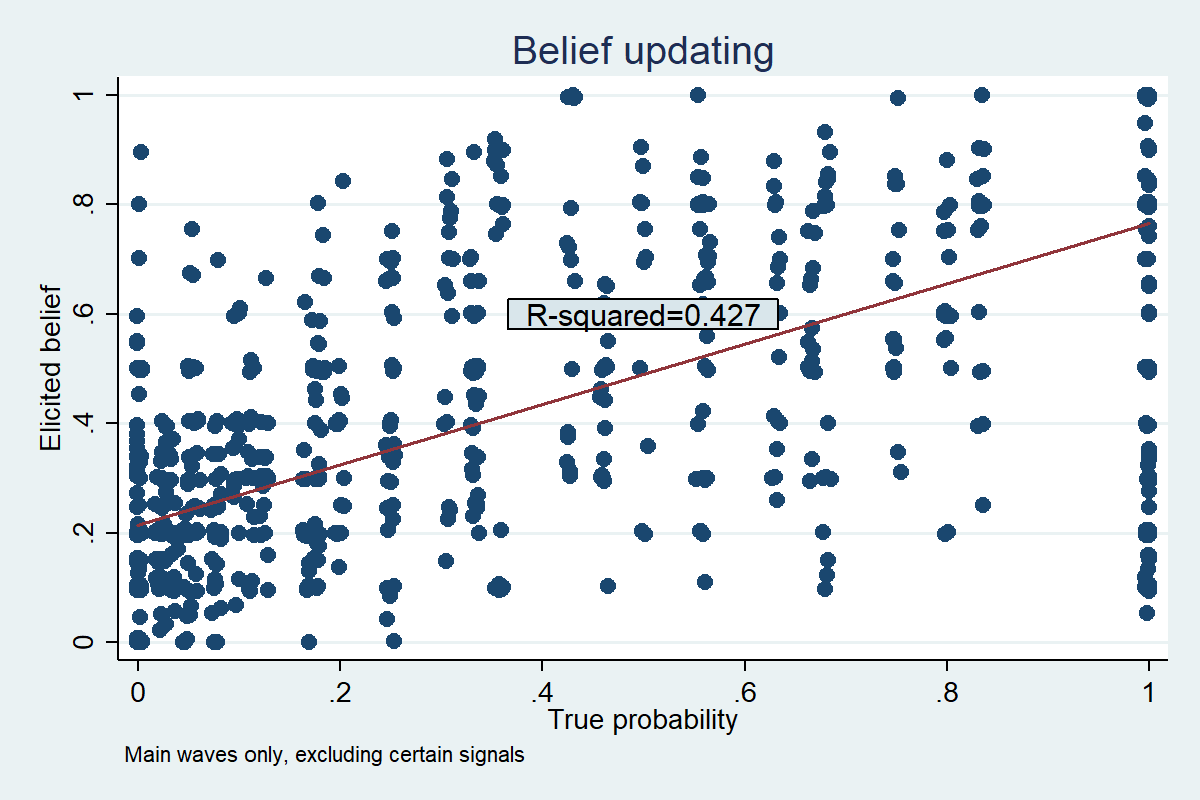 Belief updating
Elicited belief
1
.8
.6
.4
.2
0
R-squared=0.427
0 .2 .4 .6 .8 1
True probability
Main waves only, excluding certain signals